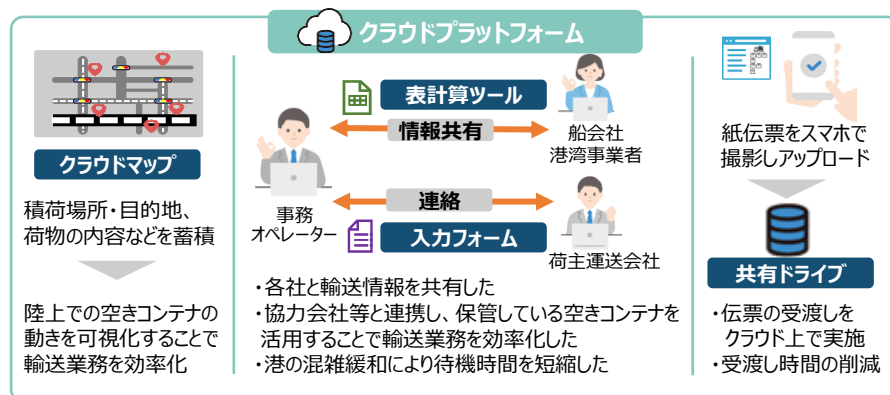 クラウドプラットフォーム
クラウドマップ
積荷場所・目的地、
荷物の内容などを蓄積
陸上での空きコンテナの
動きを可視化することで
輸送業務を効率化
表計算ツール
情報共有
船会社
港湾事業者
連絡
事務
オペレーター
入力フォーム
荷主運送会社
・各社と輸送情報を共有した
・協力会社等と連携し、保管している空きコンテナを
活用することで輸送業務を効率化した
・港の混雑緩和により待機時間を短縮した
紙伝票をスマホで
撮影しアップロード
共有ドライブ
・伝票の受渡しを
クラウド上で実施
・受渡し時間の削減